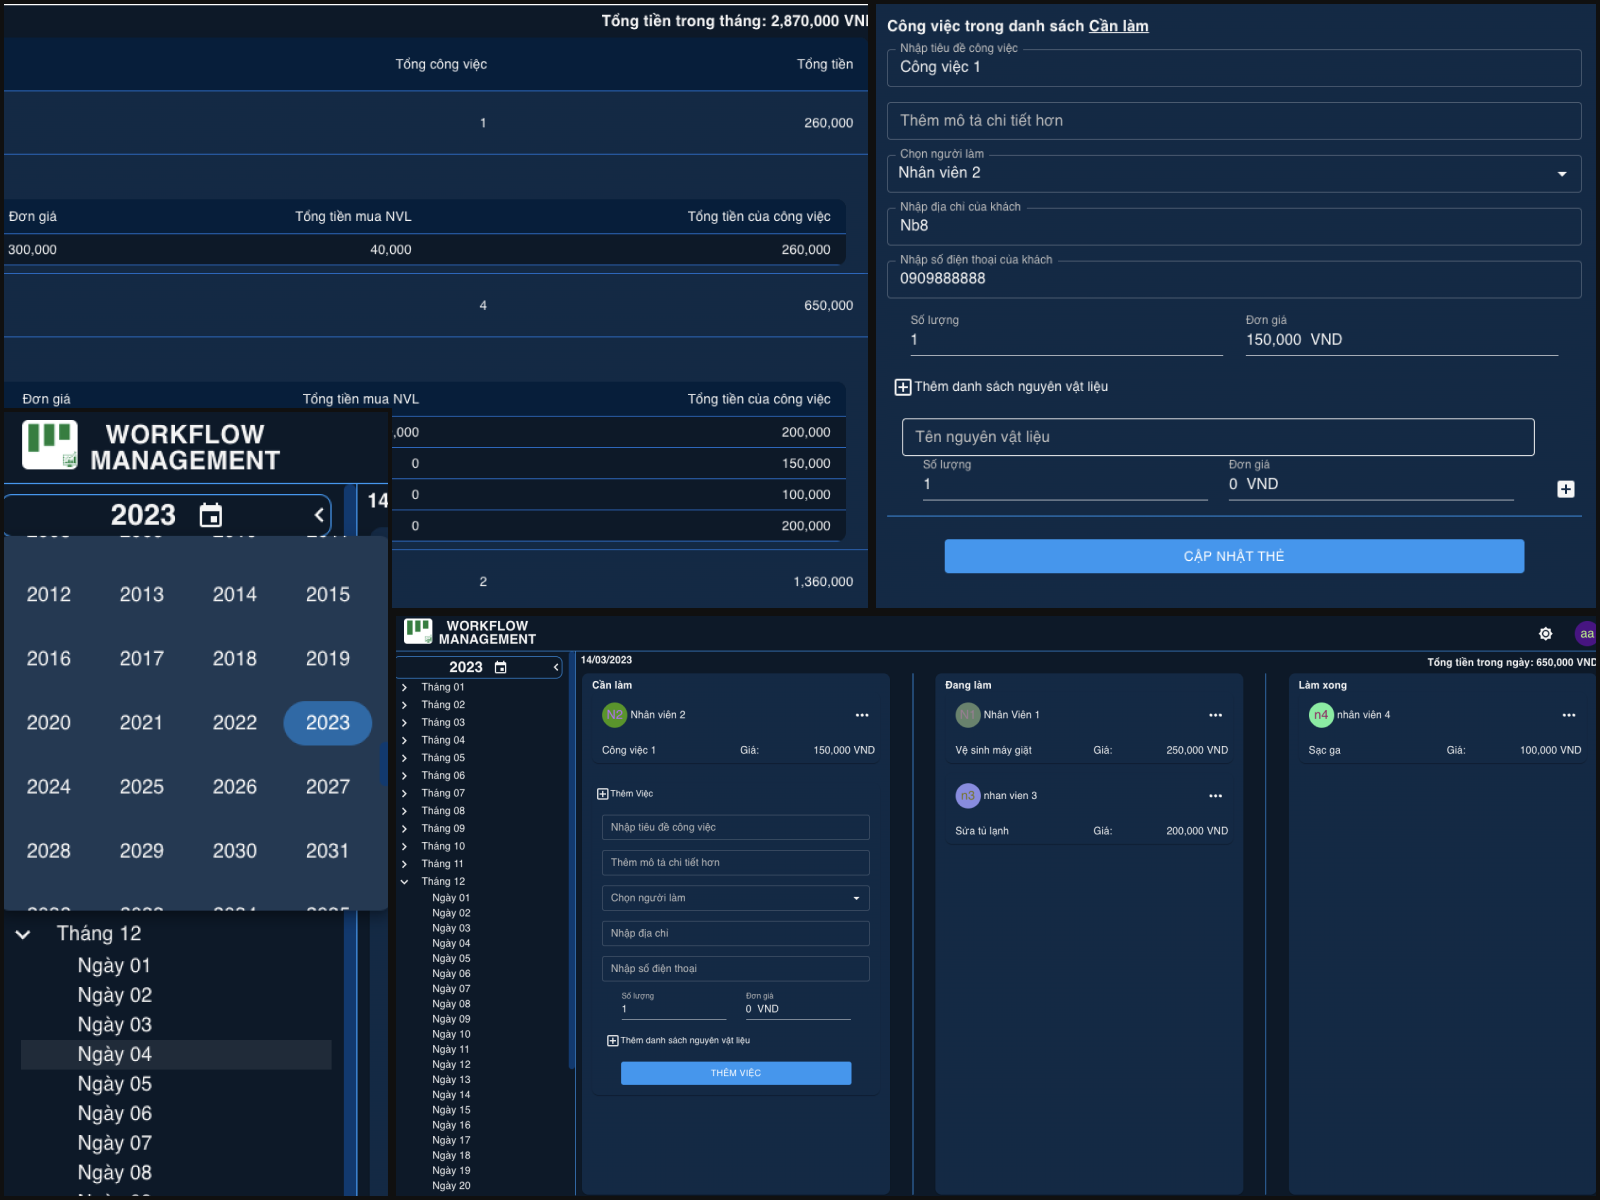 Tổng tiền trong tháng: 2,870,000 VN
Tổng công việc Tổng tiền
1 260,000
Đơn giá Tổng tiền mua NVL Tổng tiền của công việc
300,000 40,000 260,000
4 650,000
Đơn giá Tổng tiền mua NVL Tổng tiền của công việc
,000 200,000
0 150,000
0 100,000
0 200,000
2 1,360,000
Công việc trong danh sách Cần làm
Nhập tiêu đề công việc
Công việc 1
Thêm mô tả chi tiết hơn
Chọn người làm
Nhân viên 2
Nhập địa chỉ của khách
Nb8
Nhập số điện thoại của khách
0909888888
Số lượng Đơn giá
1 150,000 VND
Thêm danh sách nguyên vật liệu
Tên nguyên vật liệu
Số lượng Đơn giá
1 0 VND
CẬP NHẬT THẺ
WORKFLOW
MANAGEMENT
2023
14
2012 2013 2014 2015
2016 2017 2018 2019
2020 2021 2022 2023
2024 2025 2026 2027
2028 2029 2030 2031
Tháng 12
Ngày 01
Ngày 02
Ngày 03
Ngày 04
Ngày 05
Ngày 06
Ngày 07
Ngày 08
WORKFLOW
MANAGEMENT
aa
2023
Tháng 01
Tháng 02
Tháng 03
Tháng 04
Tháng 05
Tháng 06
Tháng 07
Tháng 08
Tháng 09
Tháng 10
Tháng 11
Tháng 12
Ngày 01
Ngày 02
Ngày 03
Ngày 04
Ngày 05
Ngày 06
Ngày 07
Ngày 08
Ngày 09
Ngày 10
Ngày 11
Ngày 12
Ngày 13
Ngày 14
Ngày 15
Ngày 16
Ngày 17
Ngày 18
Ngày 19
Ngày 20
14/03/2023
Tổng tiền trong ngày: 650,000 VND
Cần làm
N2 Nhân viên 2
Công việc 1 Giá: 150,000 VND
Thêm Việc
Nhập tiêu đề công việc
Thêm mô tả chi tiết hơn
Chọn người làm
Nhập địa chỉ
Nhập số điện thoại
Số lượng Đơn giá
1 0 VND
Thêm danh sách nguyên vật liệu
THÊM VIỆC
Đang làm
N1 Nhân Viên 1
Vệ sinh máy giặt Giá: 250,000 VND
n3 nhan vien 3
Sửa tủ lạnh Giá: 200,000 VND
Làm xong
n4 nhân viên 4
Sạc ga Giá: 100,000 VND